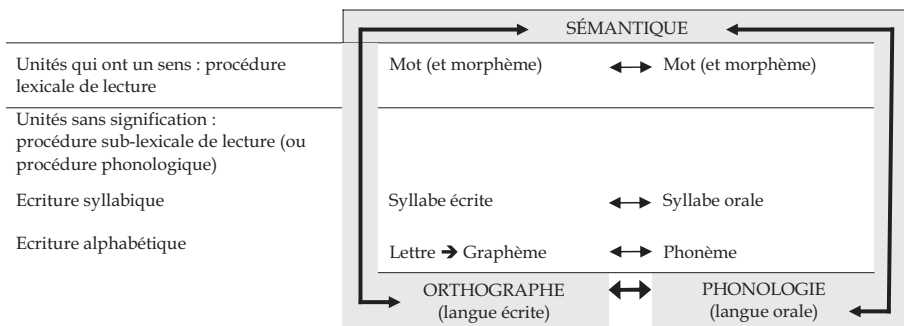 SÉMANTIQUE
Unités qui ont un sens : procédure
lexicale de lecture
Mot (et morphème) ↔ Mot (et morphème)
Unités sans signification :
procédure sub-lexicale de lecture (ou
procédure phonologique)
Ecriture syllabique
Syllabe écrite ↔ Syllabe orale
Ecriture alphabétique
Lettre ➔ Graphème ↔ Phonème
ORTHOGRAPHE ↔ PHONOLOGIE
(langue écrite) (langue orale)